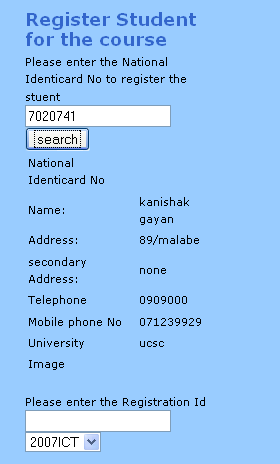 Register Student
for the course
Please enter the National
Identicard No to register the
stuent
7020741
search
National
Identicard No
Name: kanishak
gayan
Address: 89/malabe
secondary
Address: none
Telephone 0909000
Mobile phone No 071239929
University ucsc
Image
Please enter the Registration Id
2007ICT